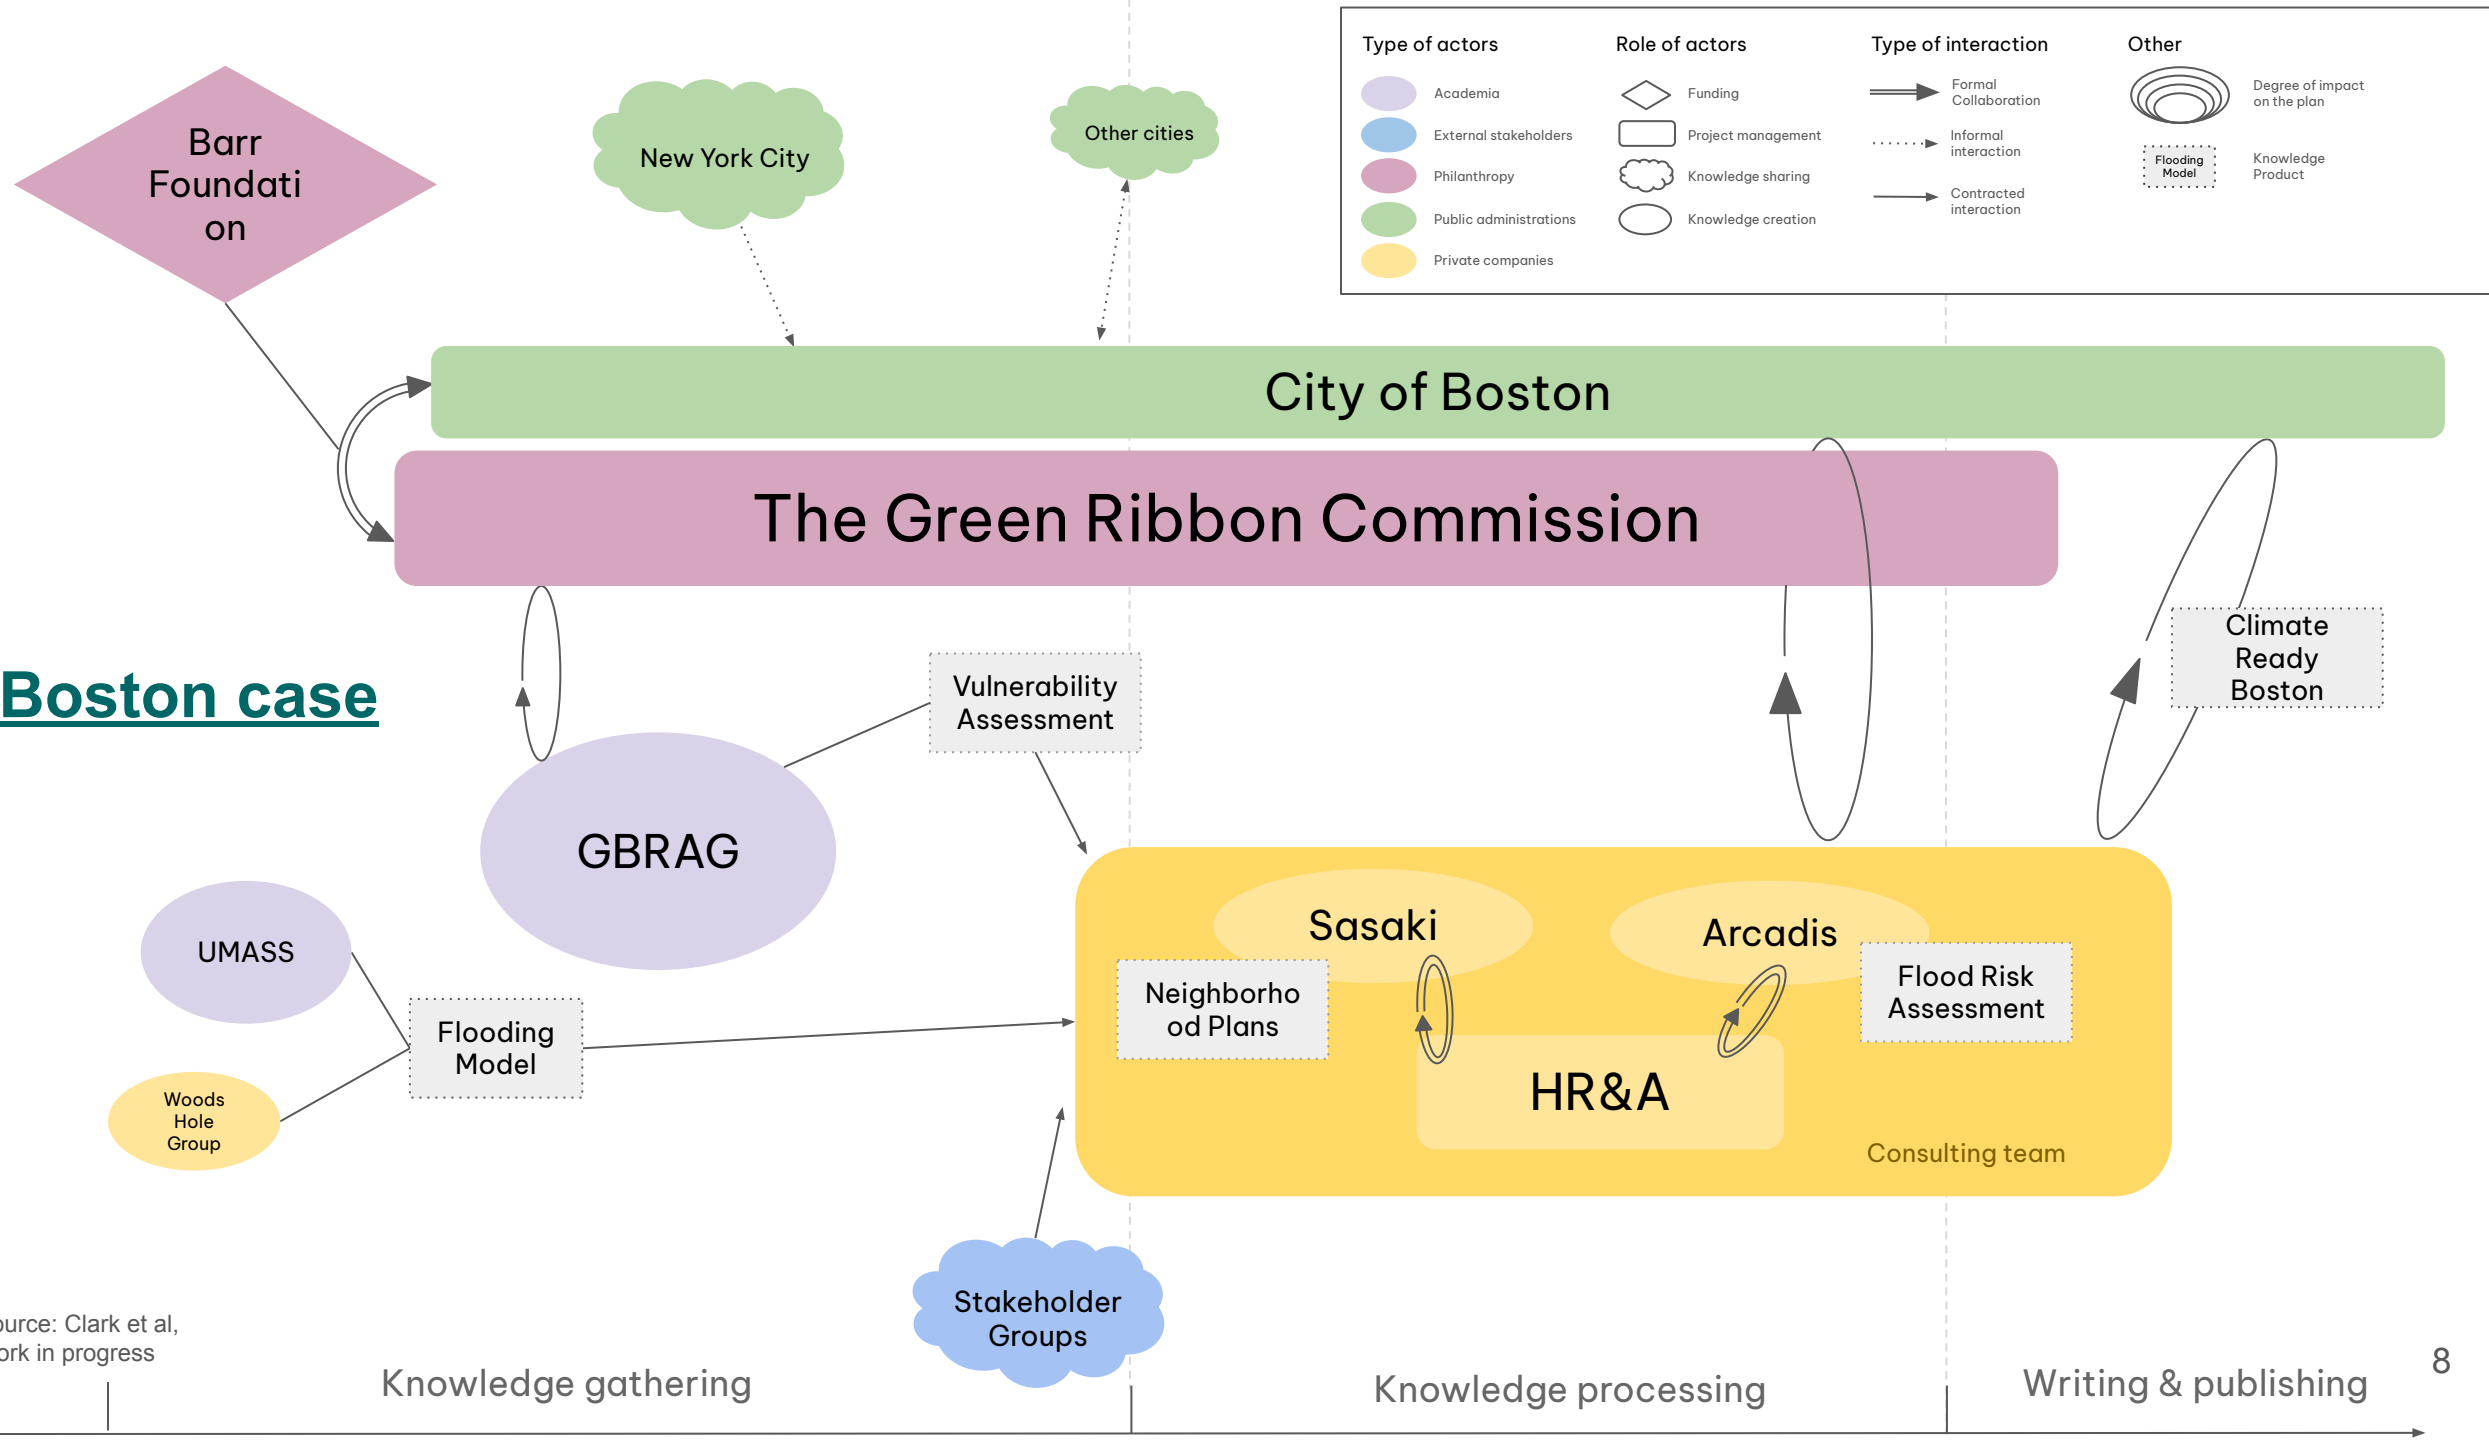 Type of actors
Academia
External stakeholders
Philanthropy
Public administrations
Private companies
Role of actors
Funding
Project management
Knowledge sharing
Knowledge creation
Type of interaction
Formal
Collaboration
Informal
interaction
Contracted
interaction
Other
Degree of impact
on the plan
Flooding
Model
Knowledge
Product
Barr
Foundati
on
New York City
Other cities
City of Boston
The Green Ribbon Commission
Boston case
Vulnerability
Assessment
Climate
Ready
Boston
GBRAG
UMASS
Woods
Hole
Group
Flooding
Model
Sasaki
Arcadis
Neighborho
od Plans
Flood Risk
Assessment
HR&A
Consulting team
Stakeholder
Groups
ource: Clark et al,
ork in progress
Knowledge gathering
Knowledge processing
Writing & publishing
8